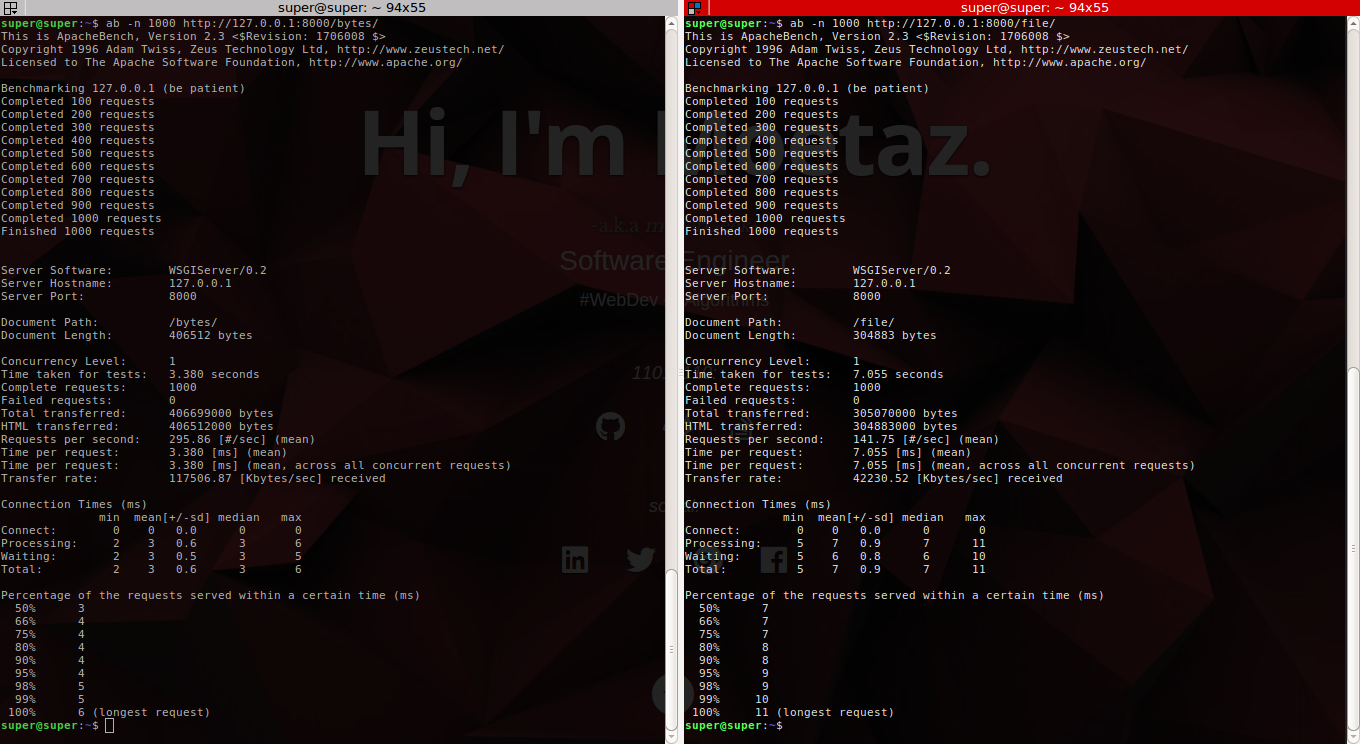 super@super: ~ 94x55
super@super:~$ ab -n 1000 http://127.0.0.1:8000/bytes/
This is ApacheBench, Version 2.3 <$Revision: 1706008 $>
Copyright 1996 Adam Twiss, Zeus Technology Ltd, http://www.zeustech.net/
Licensed to The Apache Software Foundation, http://www.apache.org/
Benchmarking 127.0.0.1 (be patient)
Completed 100 requests
Completed 200 requests
Completed 300 requests
Completed 400 requests
Completed 500 requests
Completed 600 requests
Completed 700 requests
Completed 800 requests
Completed 900 requests
Completed 1000 requests
Finished 1000 requests
Server Software: WSGIServer/0.2
Server Hostname: 127.0.0.1
Server Port: 8000
Document Path: /bytes/
Document Length: 406512 bytes
Concurrency Level: 1
Time taken for tests: 3.380 seconds
Complete requests: 1000
Failed requests: 0
Total transferred: 406699000 bytes
HTML transferred: 406512000 bytes
Requests per second: 295.86 [#/sec] (mean)
Time per request: 3.380 [ms] (mean)
Time per request: 3.380 [ms] (mean, across all concurrent requests)
Transfer rate: 117506.87 [Kbytes/sec] received
Connection Times (ms)
min mean[+/-sd] median max
Connect: 0 0 0.0 0 0
Processing: 2 3 0.6 3 6
Waiting: 2 3 0.5 3 5
Total: 2 3 0.6 3 6
Percentage of the requests served within a certain time (ms)
50% 3
66% 4
75% 4
80% 4
90% 4
95% 4
98% 5
99% 5
100% 6 (longest request)
super@super:~$
super@super: ~ 94x55
super@super:~$ ab -n 1000 http://127.0.0.1:8000/file/
This is ApacheBench, Version 2.3 <$Revision: 1706008 $>
Copyright 1996 Adam Twiss, Zeus Technology Ltd, http://www.zeustech.net/
Licensed to The Apache Software Foundation, http://www.apache.org/
Benchmarking 127.0.0.1 (be patient)
Completed 100 requests
Completed 200 requests
Completed 300 requests
Completed 400 requests
Completed 500 requests
Completed 600 requests
Completed 700 requests
Completed 800 requests
Completed 900 requests
Completed 1000 requests
Finished 1000 requests
Server Software: WSGIServer/0.2
Server Hostname: 127.0.0.1
Server Port: 8000
Document Path: /file/
Document Length: 304883 bytes
Concurrency Level: 1
Time taken for tests: 7.055 seconds
Complete requests: 1000
Failed requests: 0
Total transferred: 305070000 bytes
HTML transferred: 304883000 bytes
Requests per second: 141.75 [#/sec] (mean)
Time per request: 7.055 [ms] (mean)
Time per request: 7.055 [ms] (mean, across all concurrent requests)
Transfer rate: 42230.52 [Kbytes/sec] received
Connection Times (ms)
min mean[+/-sd] median max
Connect: 0 0 0.0 0 0
Processing: 5 7 0.9 7 11
Waiting: 5 6 0.8 6 10
Total: 5 7 0.9 7 11
Percentage of the requests served within a certain time (ms)
50% 7
66% 7
75% 7
80% 8
90% 8
95% 9
98% 9
99% 10
100% 11 (longest request)
super@super:~$
Hi, I'm
-a.k.a
Software Engineer
#WebDev